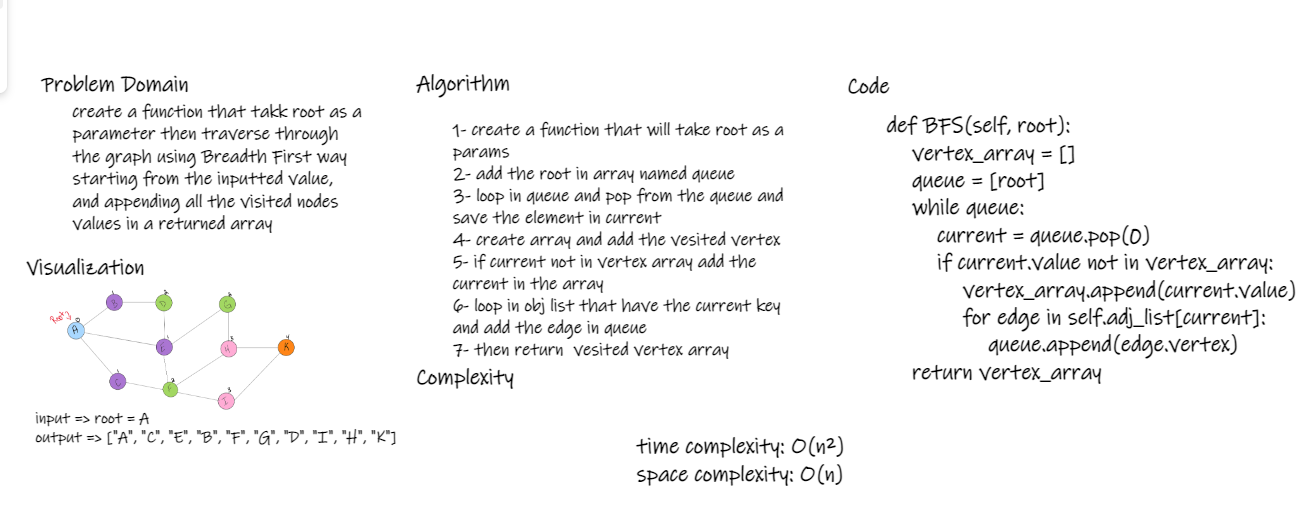 Problem Domain
create a function that takk root as a
parameter then traverse through
the graph using Breadth First way
starting from the inputted value,
and appending all the visited nodes
values in a returned array
Visualization
A
input => root = A
output => ["A", "C", "E", "B", "F", "G", "D", "I", "H", "K"]
Algorithm
1- create a function that will take root as a
params
2- add the root in array named queue
3- loop in queue and pop from the queue and
save the element in current
4- create array and add the vesited vertex
5- if current not in vertex array add the
current in the array
6- loop in obj list that have the current key
and add the edge in queue
7- then return vesited vertex array
Complexity
time complexity: O(n2)
space complexity: O(n)
Code
def BFS(self, root):
vertex_array = []
queue = [root]
while queue:
current = queue.pop(0)
if current.value not in vertex_array:
vertex_array.append(current.value)
for edge in self.adj_list[current]:
queue.append(edge.vertex)
return vertex_array